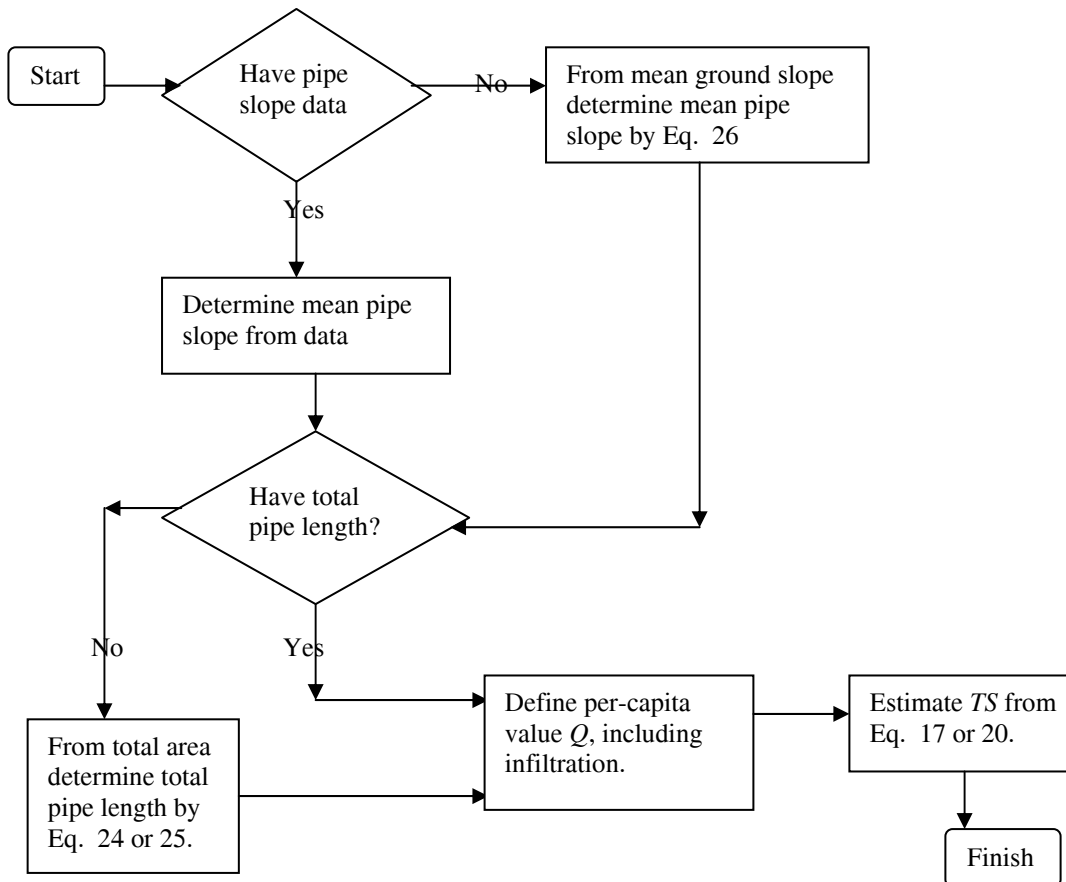 Start
Have pipe
slope data
No
From mean ground slope
determine mean pipe
slope by Eq. 26
Yes
Determine mean pipe
slope from data
Have total
pipe length?
No
Yes
From total area
determine total
pipe length by
Eq. 24 or 25.
Define per-capita
value Q, including
infiltration.
Estimate TS from
Eq. 17 or 20.
Finish